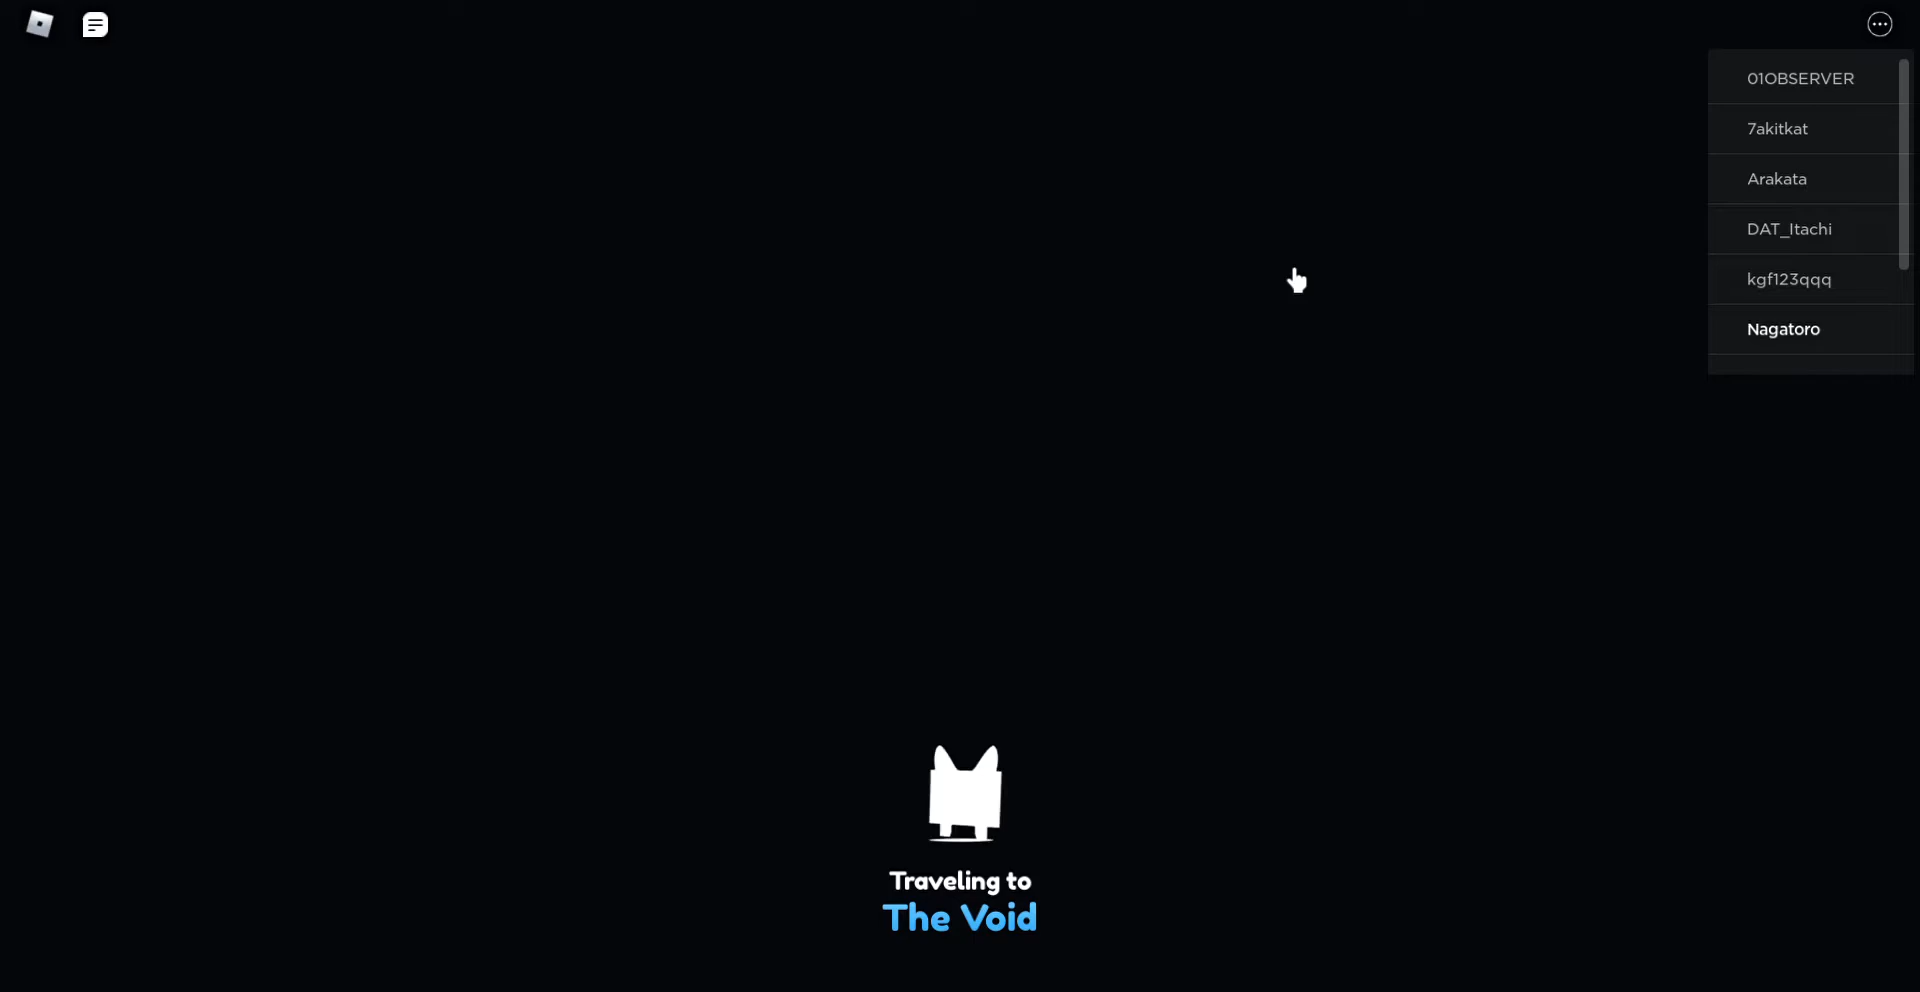 01OBSERVER
7akitkat
Arakata
DAT_Itachi
kgf123qqq
Nagatoro
Traveling to
The Void